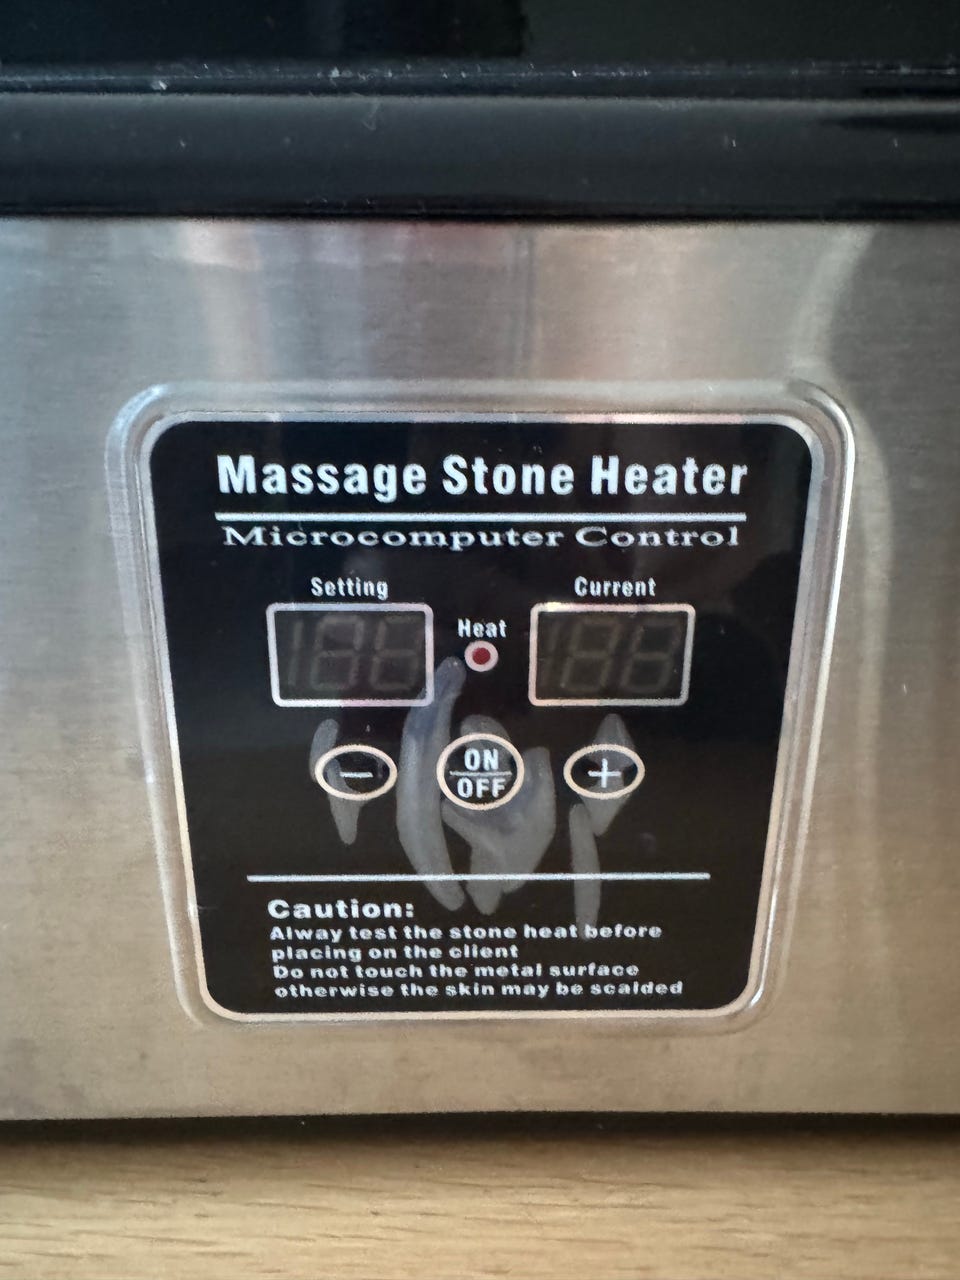 Massage Stone Heater
Microcomputer Control
Setting
Current
Heat
−
ON
OFF
+
Caution:
Alway test the stone heat before
placing on the client
Do not touch the metal surface
otherwise the skin may be scalded